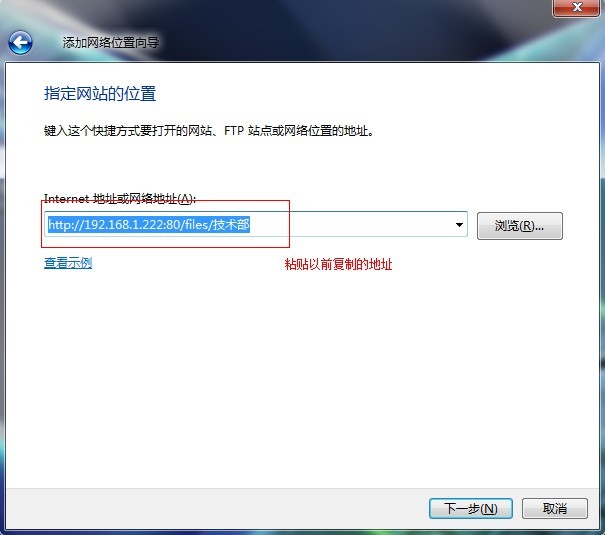 添加网络位置向导
指定网站的位置
键入这个快捷方式要打开的网站、FTP 站点或网络位置的地址。
Internet 地址或网络地址(A):
http://192.168.1.222:80/files/技术部
浏览(R)...
查看示例
粘贴以前复制的地址
下一步(N)
取消